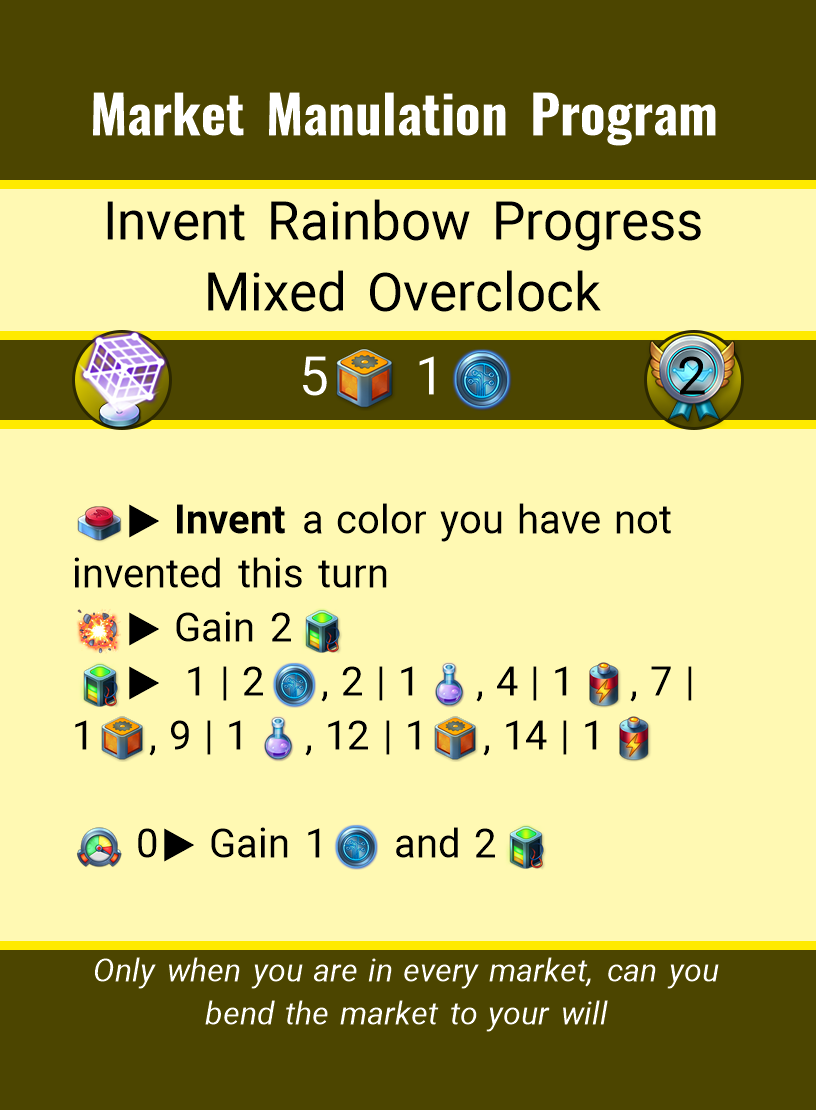 Market Manulation Program
Invent Rainbow Progress
Mixed Overclock
5 1 2
▶ Invent a color you have not
invented this turn
▶ Gain 2
▶ 1 | 2 , 2 | 1 , 4 | 1 , 7 |
1 , 9 | 1 , 12 | 1 , 14 | 1
0▶ Gain 1 and 2
Only when you are in every market, can you
bend the market to your will